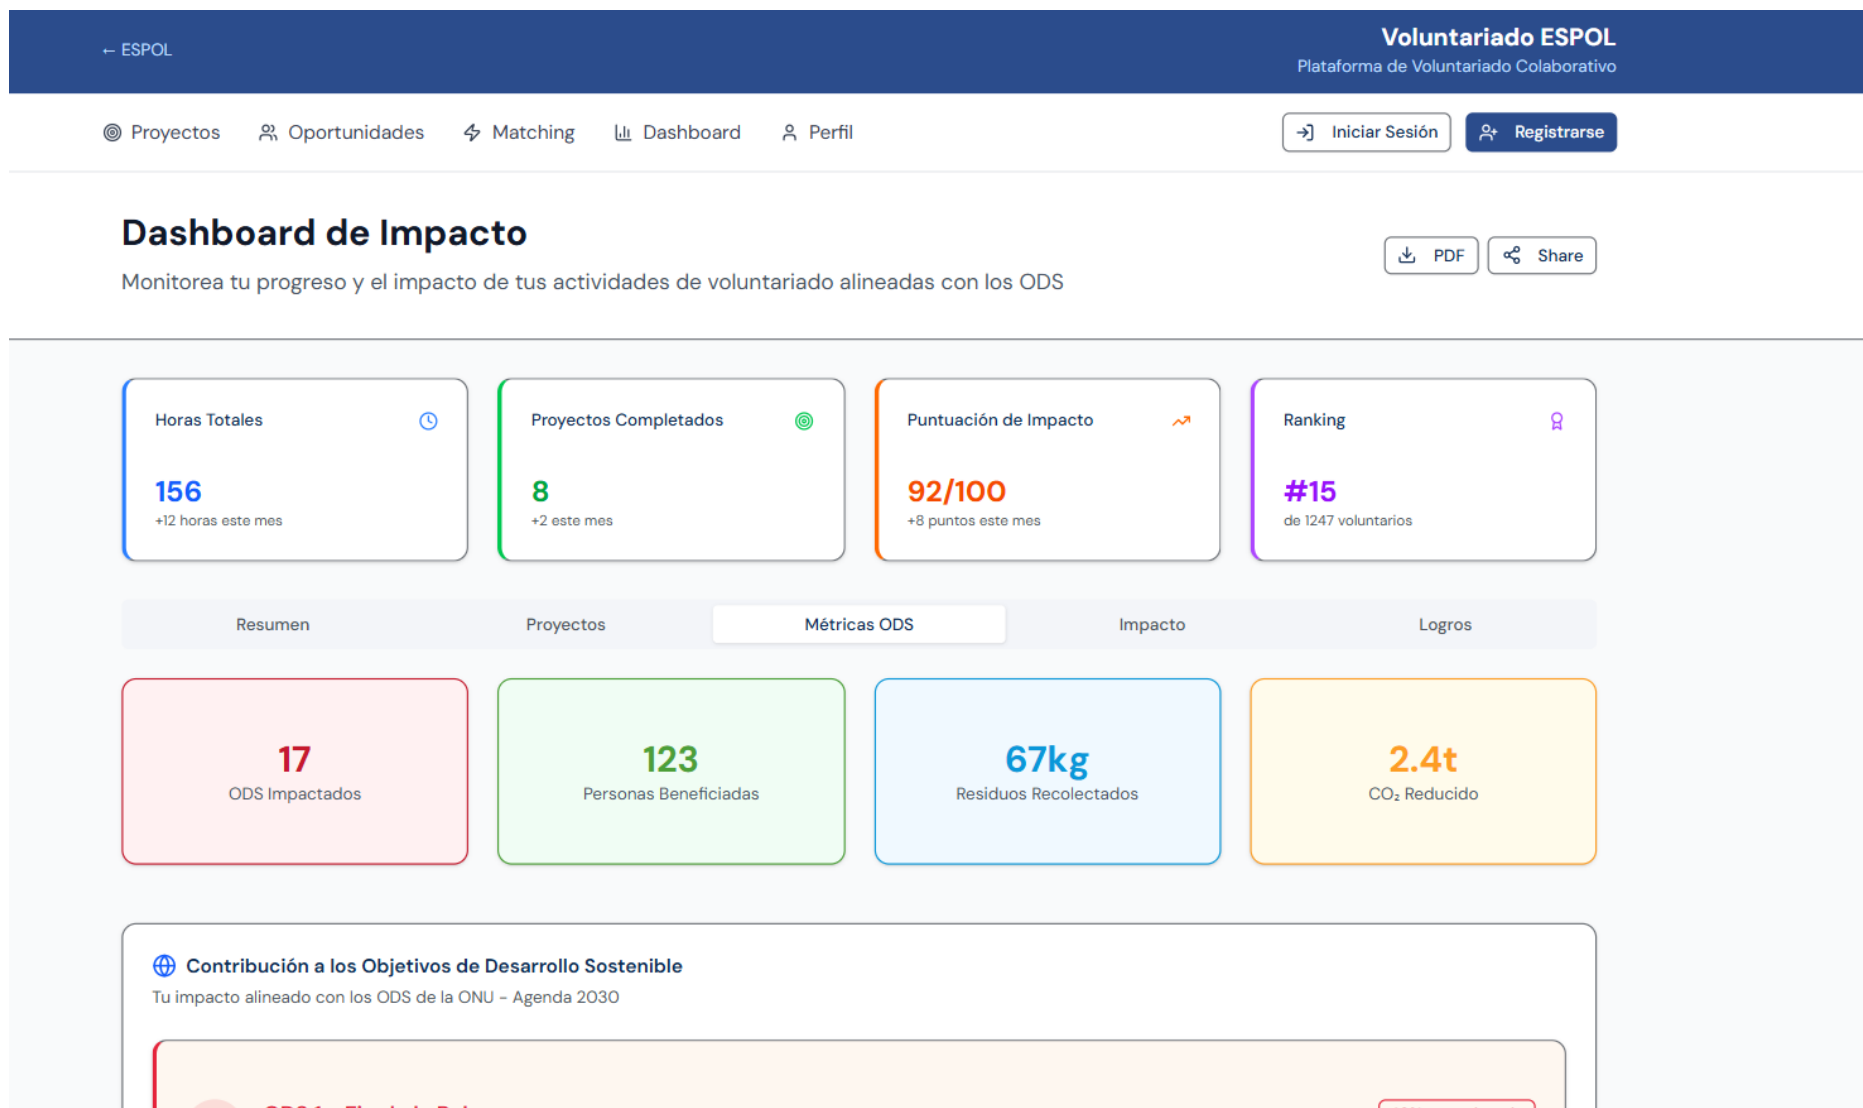 ← ESPOL
Voluntariado ESPOL
Plataforma de Voluntariado Colaborativo
Proyectos Oportunidades Matching Dashboard Perfil Iniciar Sesión Registrarse
Dashboard de Impacto
Monitorea tu progreso y el impacto de tus actividades de voluntariado alineadas con los ODS
PDF Share
Horas Totales
156
+12 horas este mes
Proyectos Completados
8
+2 este mes
Puntuación de Impacto
92/100
+8 puntos este mes
Ranking
#15
de 1247 voluntarios
Resumen Proyectos Métricas ODS Impacto Logros
17
ODS Impactados
123
Personas Beneficiadas
67kg
Residuos Recolectados
2.4t
CO₂ Reducido
Contribución a los Objetivos de Desarrollo Sostenible
Tu impacto alineado con los ODS de la ONU - Agenda 2030